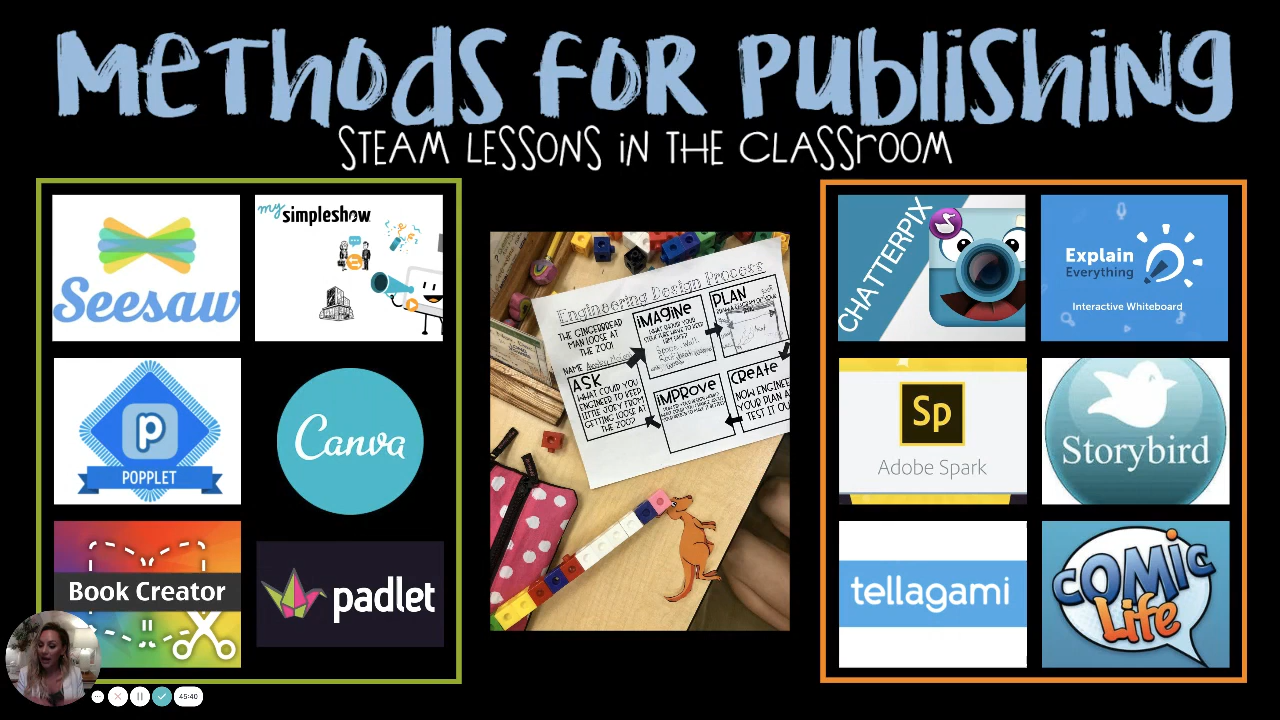 Methods for Publishing
STEAM LESSONS iN THE CLASSrOOM
Seesaw
my simpleshow
POPPLET
Canva
Book Creator
padlet
Engineering Design Process
THE GINGERBREAD
MAN LOOSE AT
THE ZOO!
NAME
iMAGiNE
PLAN
ASK
WHAT COULD YOU
ENGINEER TO KEEP
LITTLE JOEY FROM
GETTING LOOSE AT
THE ZOO?
iMPROVE
CREATE
NOW ENGINEER
YOUR PLAN A
TEST IT OU
CHATTERPIX
Explain
Everything
Interactive Whiteboard
Sp
Adobe Spark
Storybird
tellagami
COMiC
Life
45:40